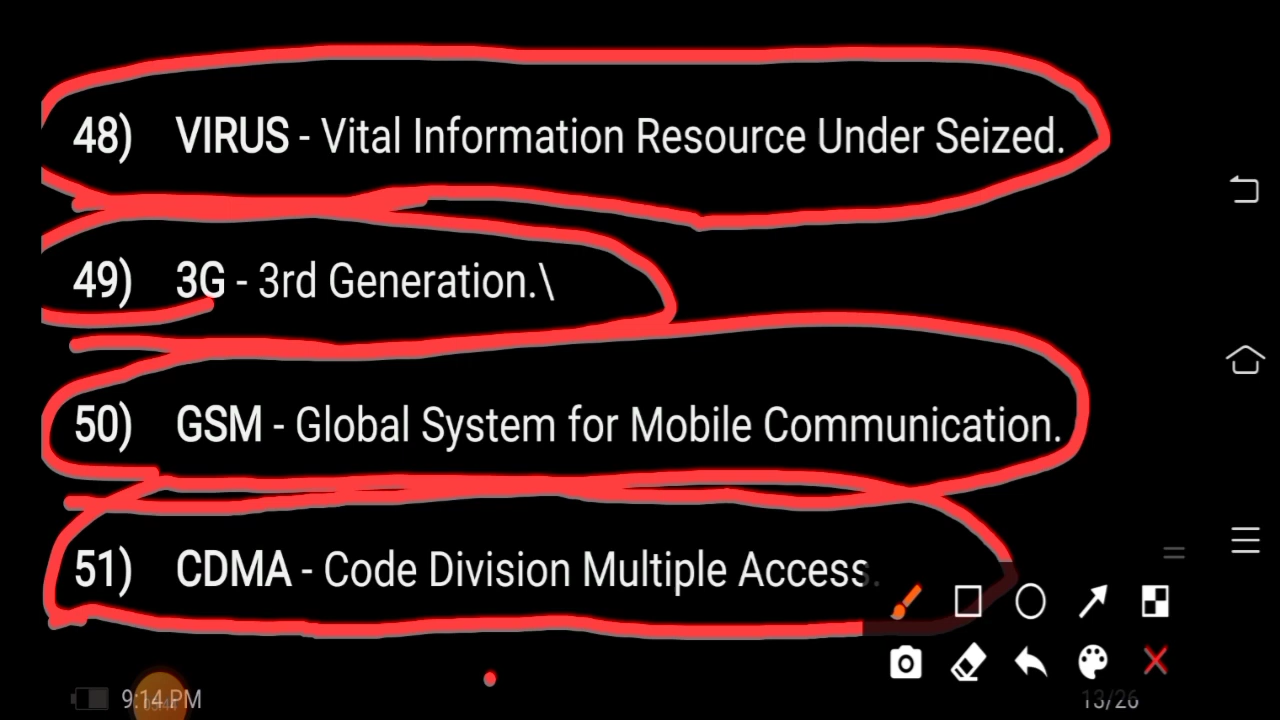 48) VIRUS - Vital Information Resource Under Seized.
49) 3G - 3rd Generation.\
50) GSM - Global System for Mobile Communication.
51) CDMA - Code Division Multiple Access.
9:14 PM
13/26